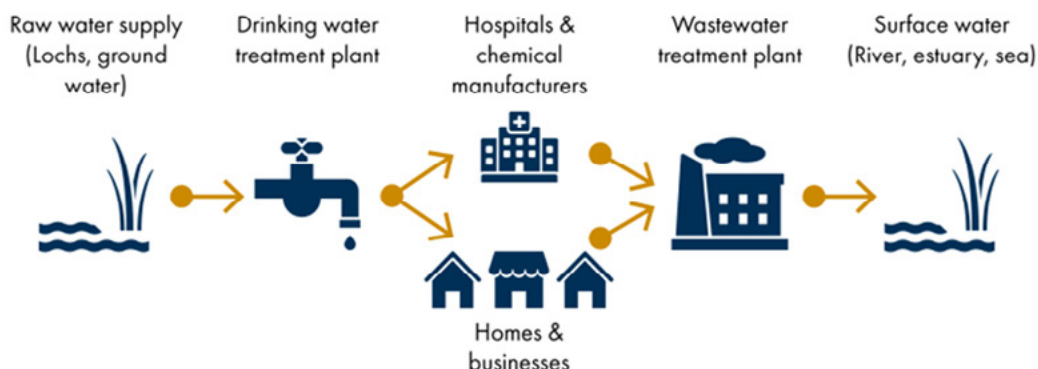 Raw water supply
(Lochs, ground
water)
Drinking water
treatment plant
Hospitals &
chemical
manufacturers
Wastewater
treatment plant
Surface water
(River, estuary, sea)
Homes &
businesses